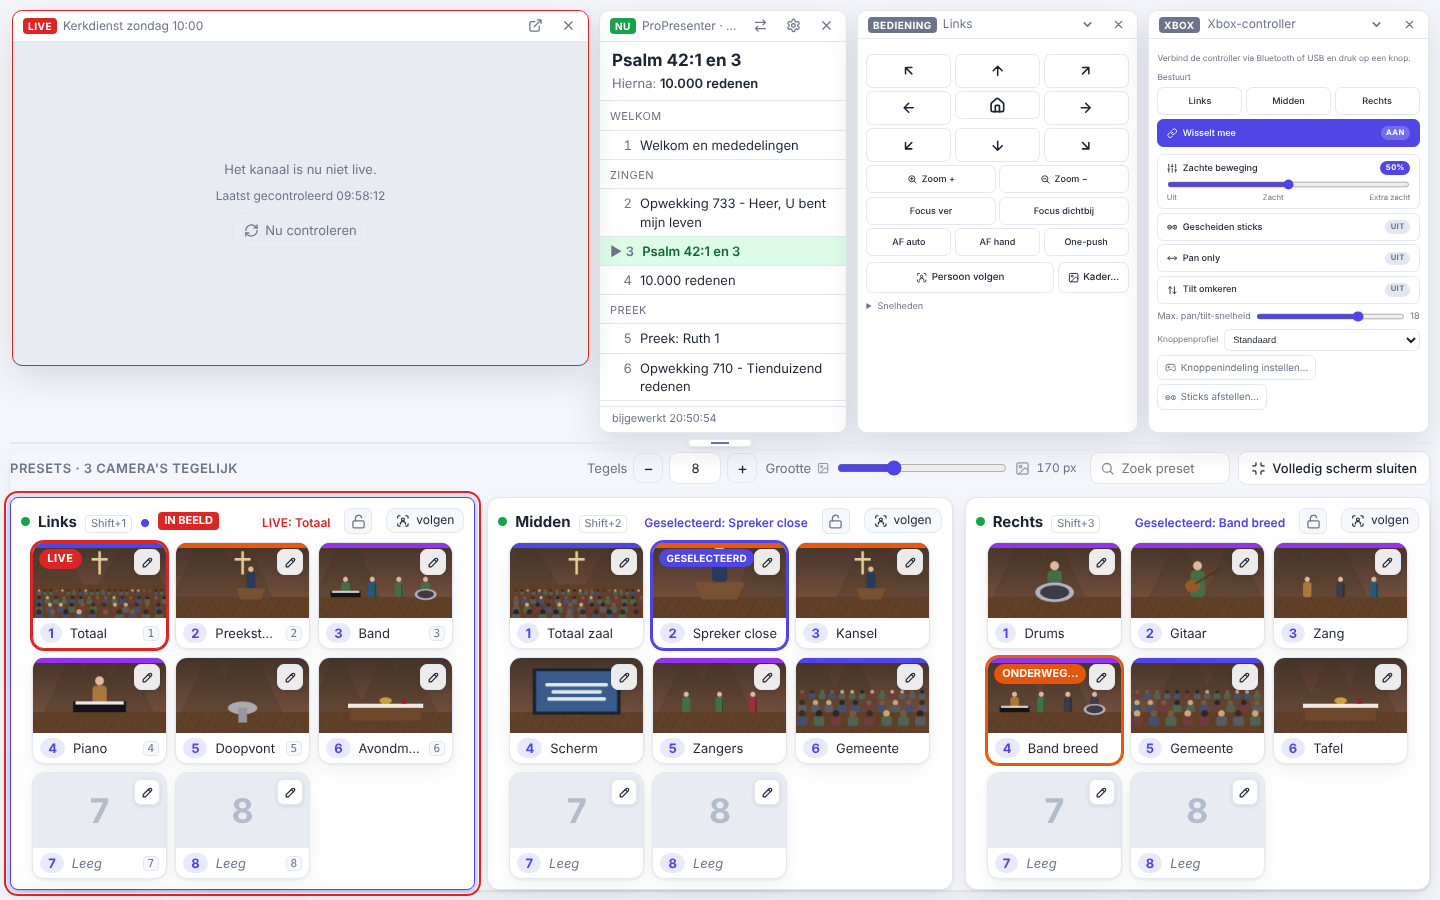 LIVE Kerkdienst zondag 10:00
Het kanaal is nu niet live.
Laatst gecontroleerd 09:58:12
Nu controleren
NU ProPresenter · ...
Psalm 42:1 en 3
Hierna: 10.000 redenen
WELKOM
1 Welkom en mededelingen
ZINGEN
2 Opwekking 733 - Heer, U bent
mijn leven
3 Psalm 42:1 en 3
4 10.000 redenen
PREEK
5 Preek: Ruth 1
6 Opwekking 710 - Tienduizend
redenen
bijgewerkt 20:50:54
BEDIENING Links
Zoom + Zoom −
Focus ver Focus dichtbij
AF auto AF hand One-push
Persoon volgen Kader...
Snelheden
XBOX Xbox-controller
Verbind de controller via Bluetooth of USB en druk op een knop.
Bestuurt
Links Midden Rechts
Wisselt mee AAN
Zachte beweging 50%
Uit Zacht Extra zacht
Gescheiden sticks UIT
Pan only UIT
Tilt omkeren UIT
Max. pan/tilt-snelheid 18
Knoppenprofiel Standaard
Knoppenindeling instellen...
Sticks afstellen...
PRESETS · 3 CAMERA'S TEGELIJK
Tegels − 8 + Grootte 170 px Zoek preset Volledig scherm sluiten
Links Shift+1 IN BEELD LIVE: Totaal volgen
LIVE
1 Totaal 1
2 Preekst... 2
3 Band 3
4 Piano 4
5 Doopvont 5
6 Avondm... 6
7 8
7 Leeg 7
8 Leeg 8
Midden Shift+2 Geselecteerd: Spreker close volgen
GESELECTEERD
1 Totaal zaal
2 Spreker close
3 Kansel
4 Scherm
5 Zangers
6 Gemeente
7 8
7 Leeg
8 Leeg
Rechts Shift+3 Geselecteerd: Band breed volgen
1 Drums
2 Gitaar
3 Zang
ONDERWEG...
4 Band breed
5 Gemeente
6 Tafel
7 8
7 Leeg
8 Leeg